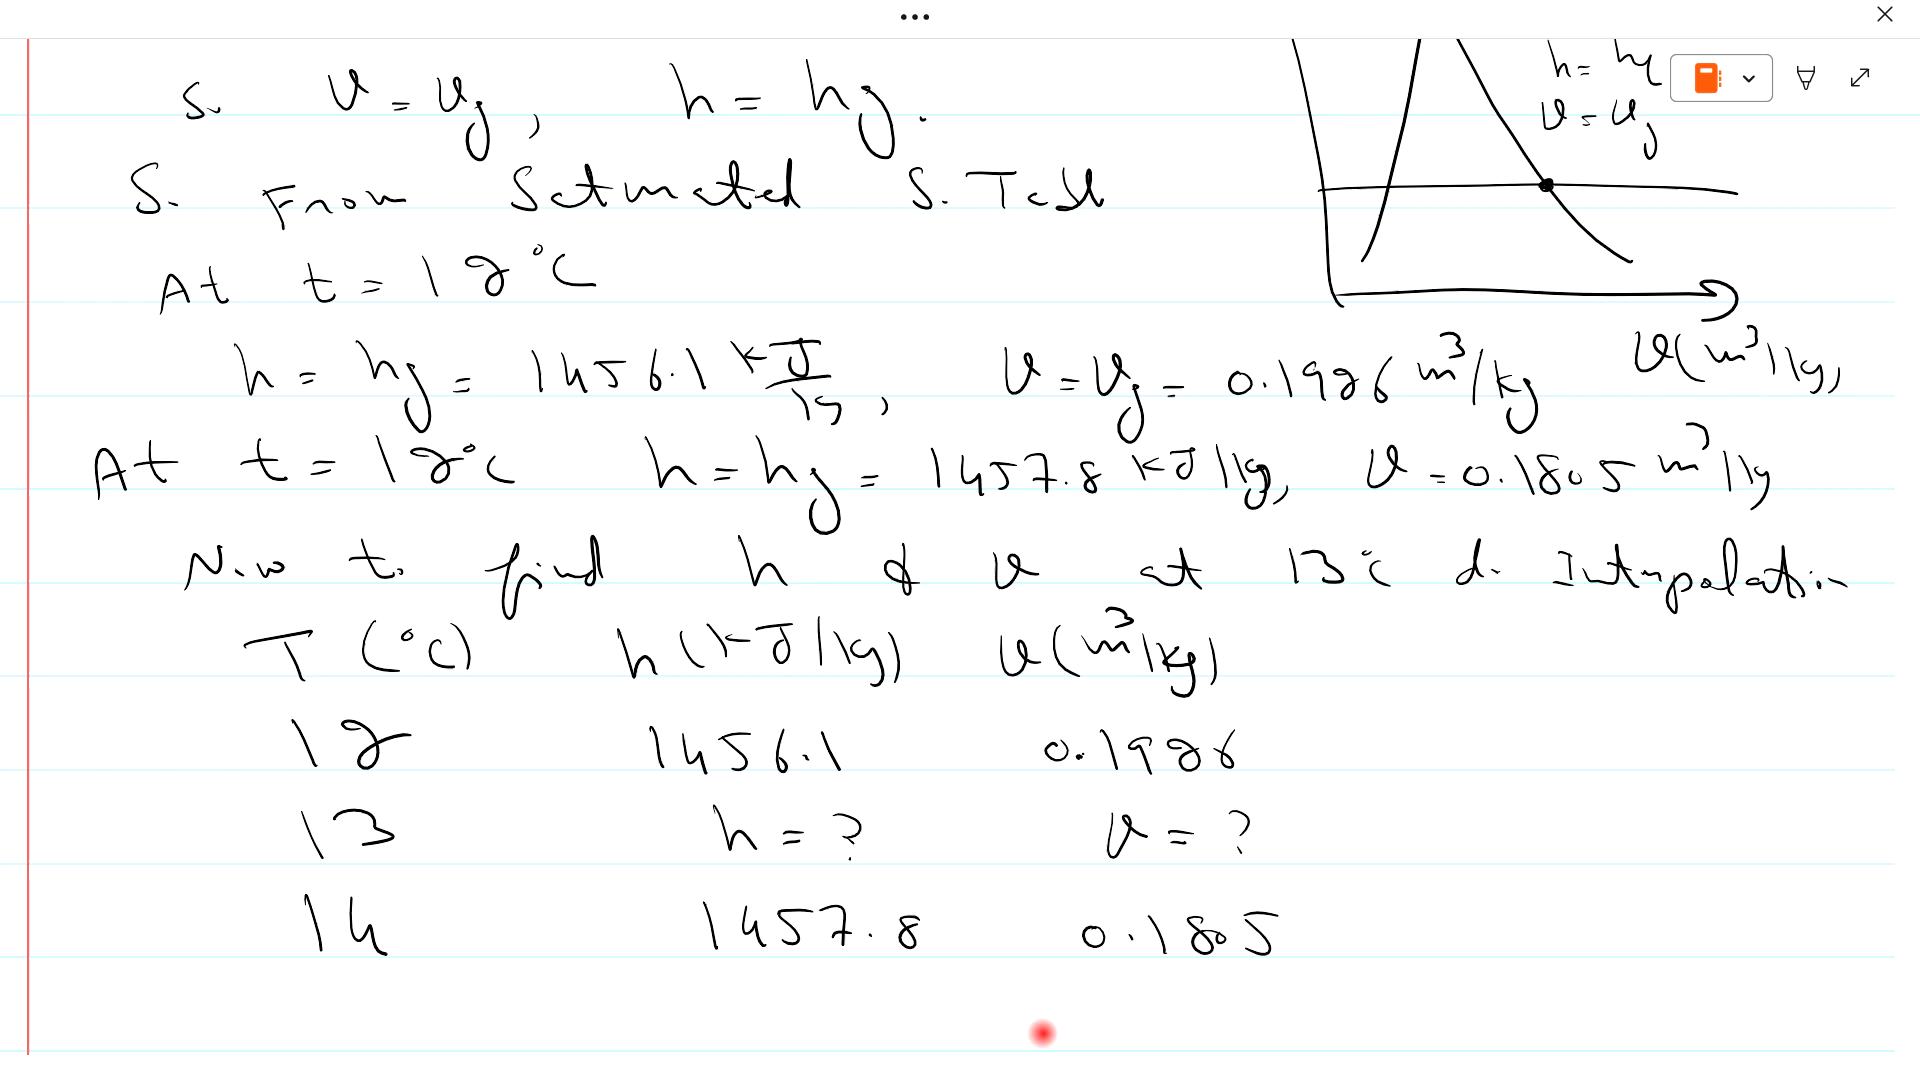 So v = vg, h = hg.
h = hg
v = vg
So From Saturated S. Table
At t = 12 °C
h = hg = 1456.1 kJ/kg, v = vg = 0.1926 m³/kg
v(m³/kg)
At t = 12°C h = hg = 1457.8 kJ/kg, v = 0.1805 m³/kg
Now to find h & v at 13°C do Interpolation
T (°C) h (kJ/kg) v (m³/kg)
12 1456.1 0.1926
13 h = ? v = ?
14 1457.8 0.1805